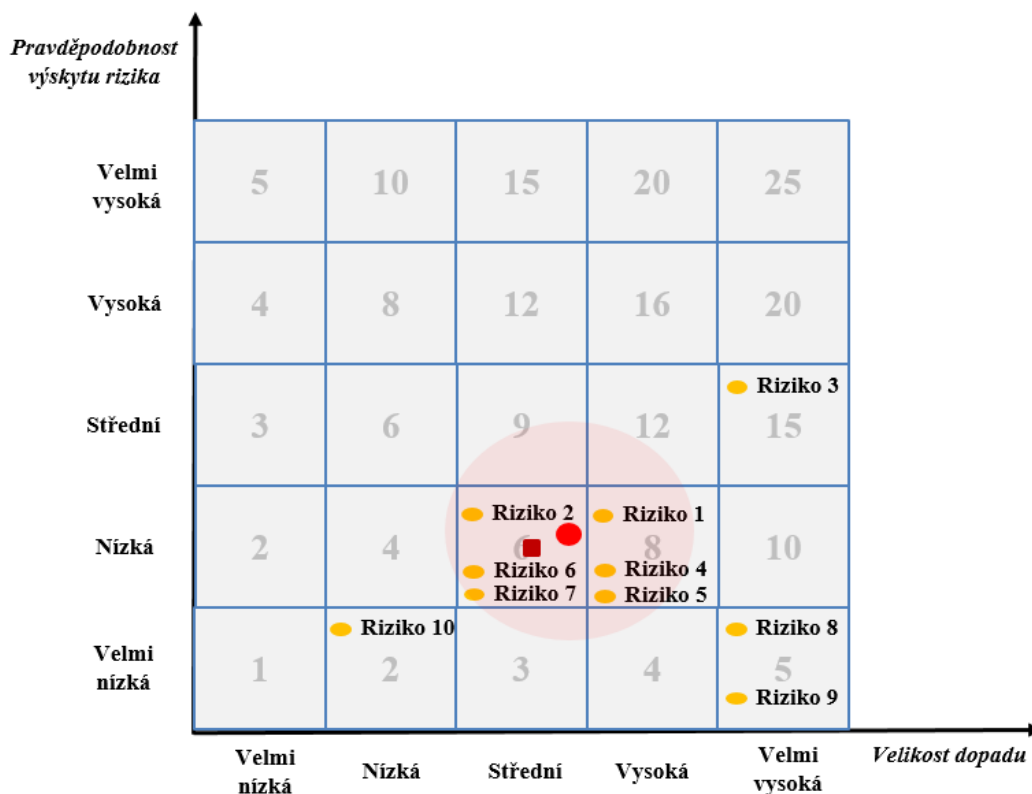 Pravděpodobnost
výskytu rizika
Velmi
vysoká
5 10 15 20 25
Vysoká
4 8 12 16 20
Riziko 3
Střední
3 6 9 12 15
Riziko 2 Riziko 1
Nízká
2 4 6 8 10
Riziko 6 Riziko 4
Riziko 7 Riziko 5
Riziko 10 Riziko 8
Velmi
nízká
1 2 3 4 5
Riziko 9
Velmi
nízká
Nízká
Střední
Vysoká
Velmi
vysoká
Velikost dopadu